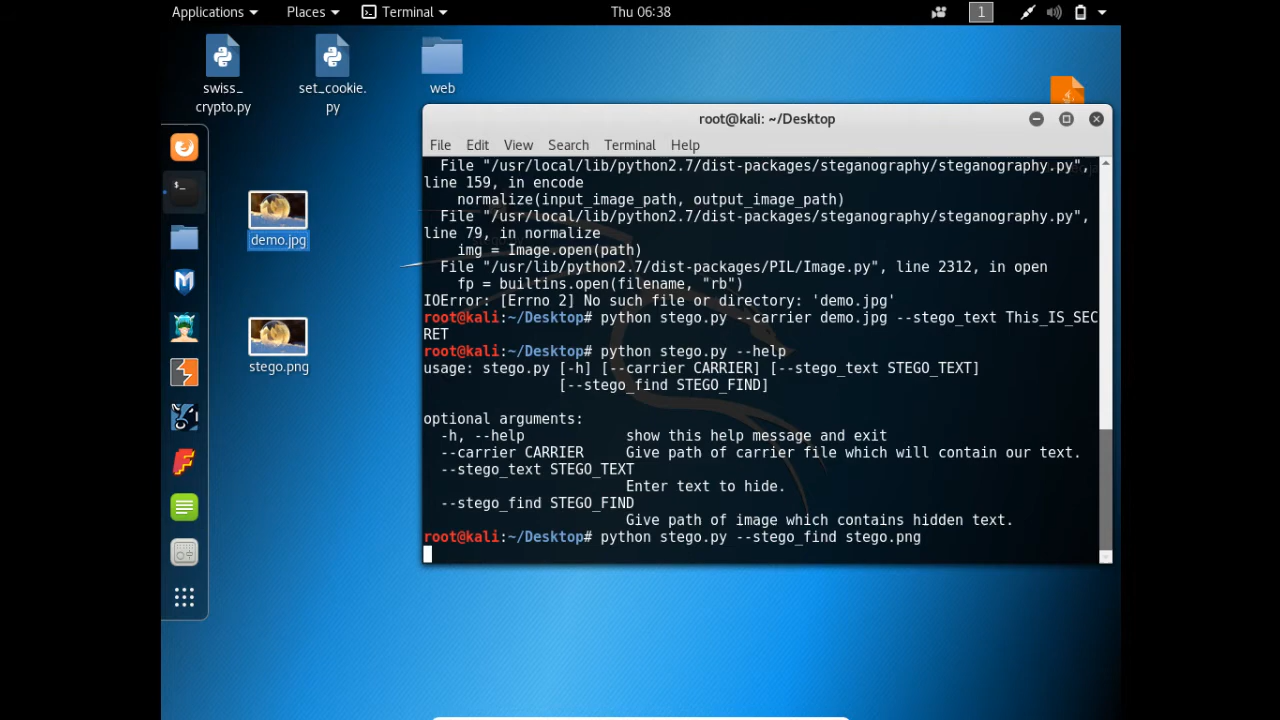 Applications Places Terminal Thu 06:38 1
swiss_
crypto.py
set_cookie.
py
web
demo.jpg
stego.png
root@kali: ~/Desktop
File Edit View Search Terminal Help
File "/usr/local/lib/python2.7/dist-packages/steganography/steganography.py",
line 159, in encode
normalize(input_image_path, output_image_path)
File "/usr/local/lib/python2.7/dist-packages/steganography/steganography.py",
line 79, in normalize
img = Image.open(path)
File "/usr/lib/python2.7/dist-packages/PIL/Image.py", line 2312, in open
fp = builtins.open(filename, "rb")
IOError: [Errno 2] No such file or directory: 'demo.jpg'
root@kali:~/Desktop# python stego.py --carrier demo.jpg --stego_text This_IS_SEC
RET
root@kali:~/Desktop# python stego.py --help
usage: stego.py [-h] [--carrier CARRIER] [--stego_text STEGO_TEXT]
[--stego_find STEGO_FIND]
optional arguments:
-h, --help show this help message and exit
--carrier CARRIER Give path of carrier file which will contain our text.
--stego_text STEGO_TEXT
Enter text to hide.
--stego_find STEGO_FIND
Give path of image which contains hidden text.
root@kali:~/Desktop# python stego.py --stego_find stego.png